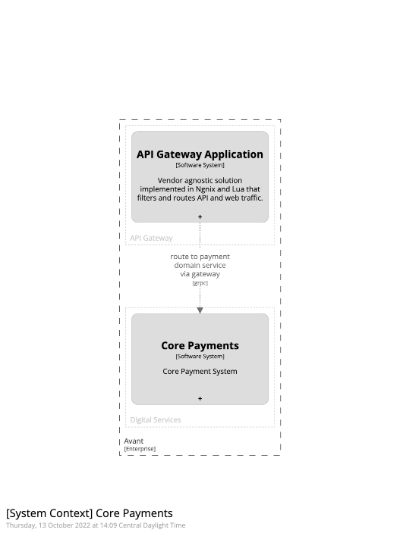 API Gateway Application
[Software System]
Vendor agnostic solution
implemented in Ngnix and Lua that
filters and routes API and web traffic.
+
API Gateway
route to payment
domain service
via gateway
[grpc]
Core Payments
[Software System]
Core Payment System
+
Digital Services
Avant
[Enterprise]
[System Context] Core Payments
Thursday, 13 October 2022 at 14:09 Central Daylight Time